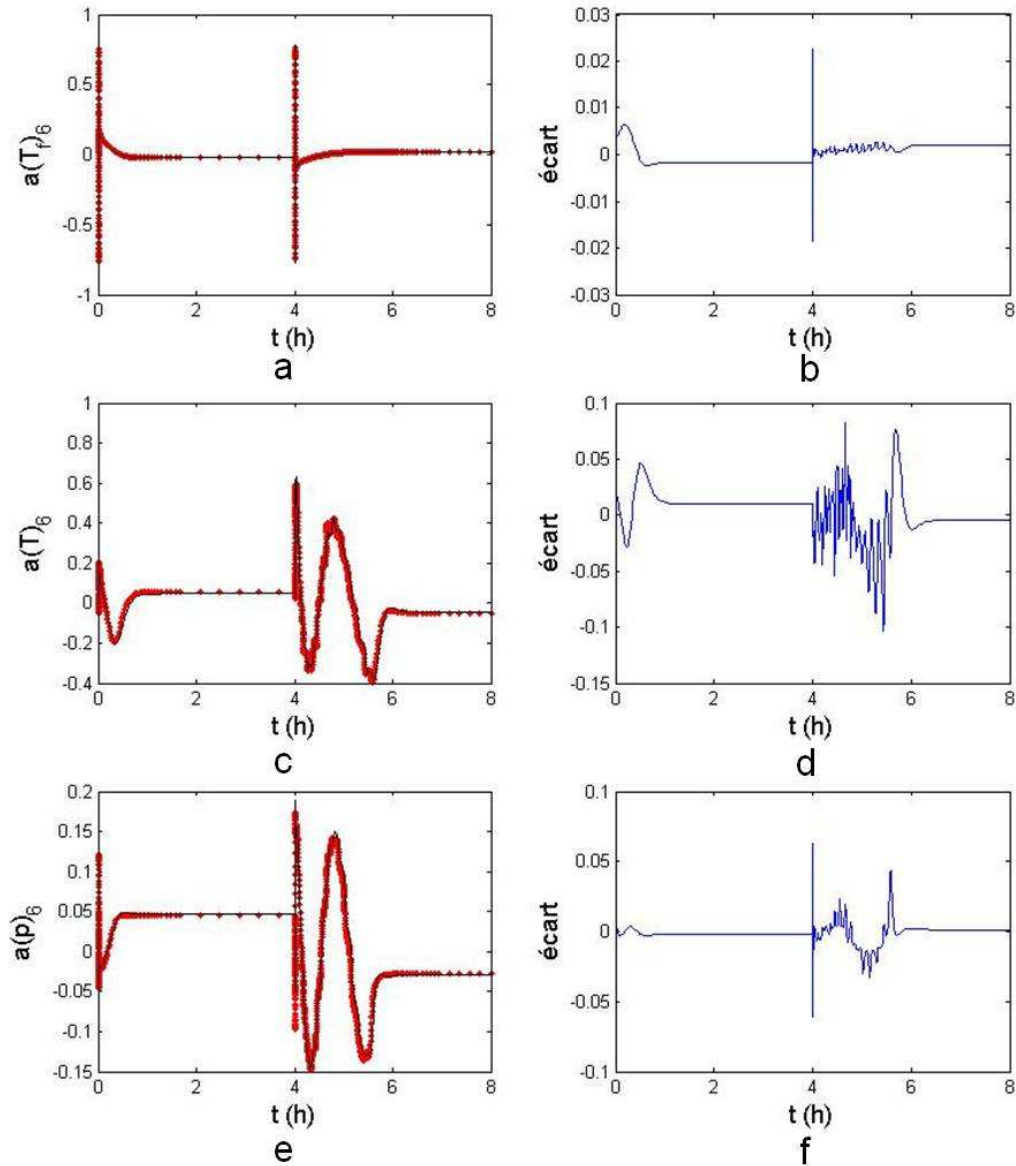 1
0.5
0
-0.5
-1
a(T_f)_6
0 2 4 6 8
t (h)
a
0.03
0.02
0.01
0
-0.01
-0.02
-0.03
écart
0 2 4 6 8
t (h)
b
1
0.8
0.6
0.4
0.2
0
-0.2
-0.4
a(T)_6
0 2 4 6 8
t (h)
c
0.1
0.05
0
-0.05
-0.1
-0.15
écart
0 2 4 6 8
t (h)
d
0.2
0.15
0.1
0.05
0
-0.05
-0.1
-0.15
a(p)_6
0 2 4 6 8
t (h)
e
0.1
0.05
0
-0.05
-0.1
écart
0 2 4 6 8
t (h)
f